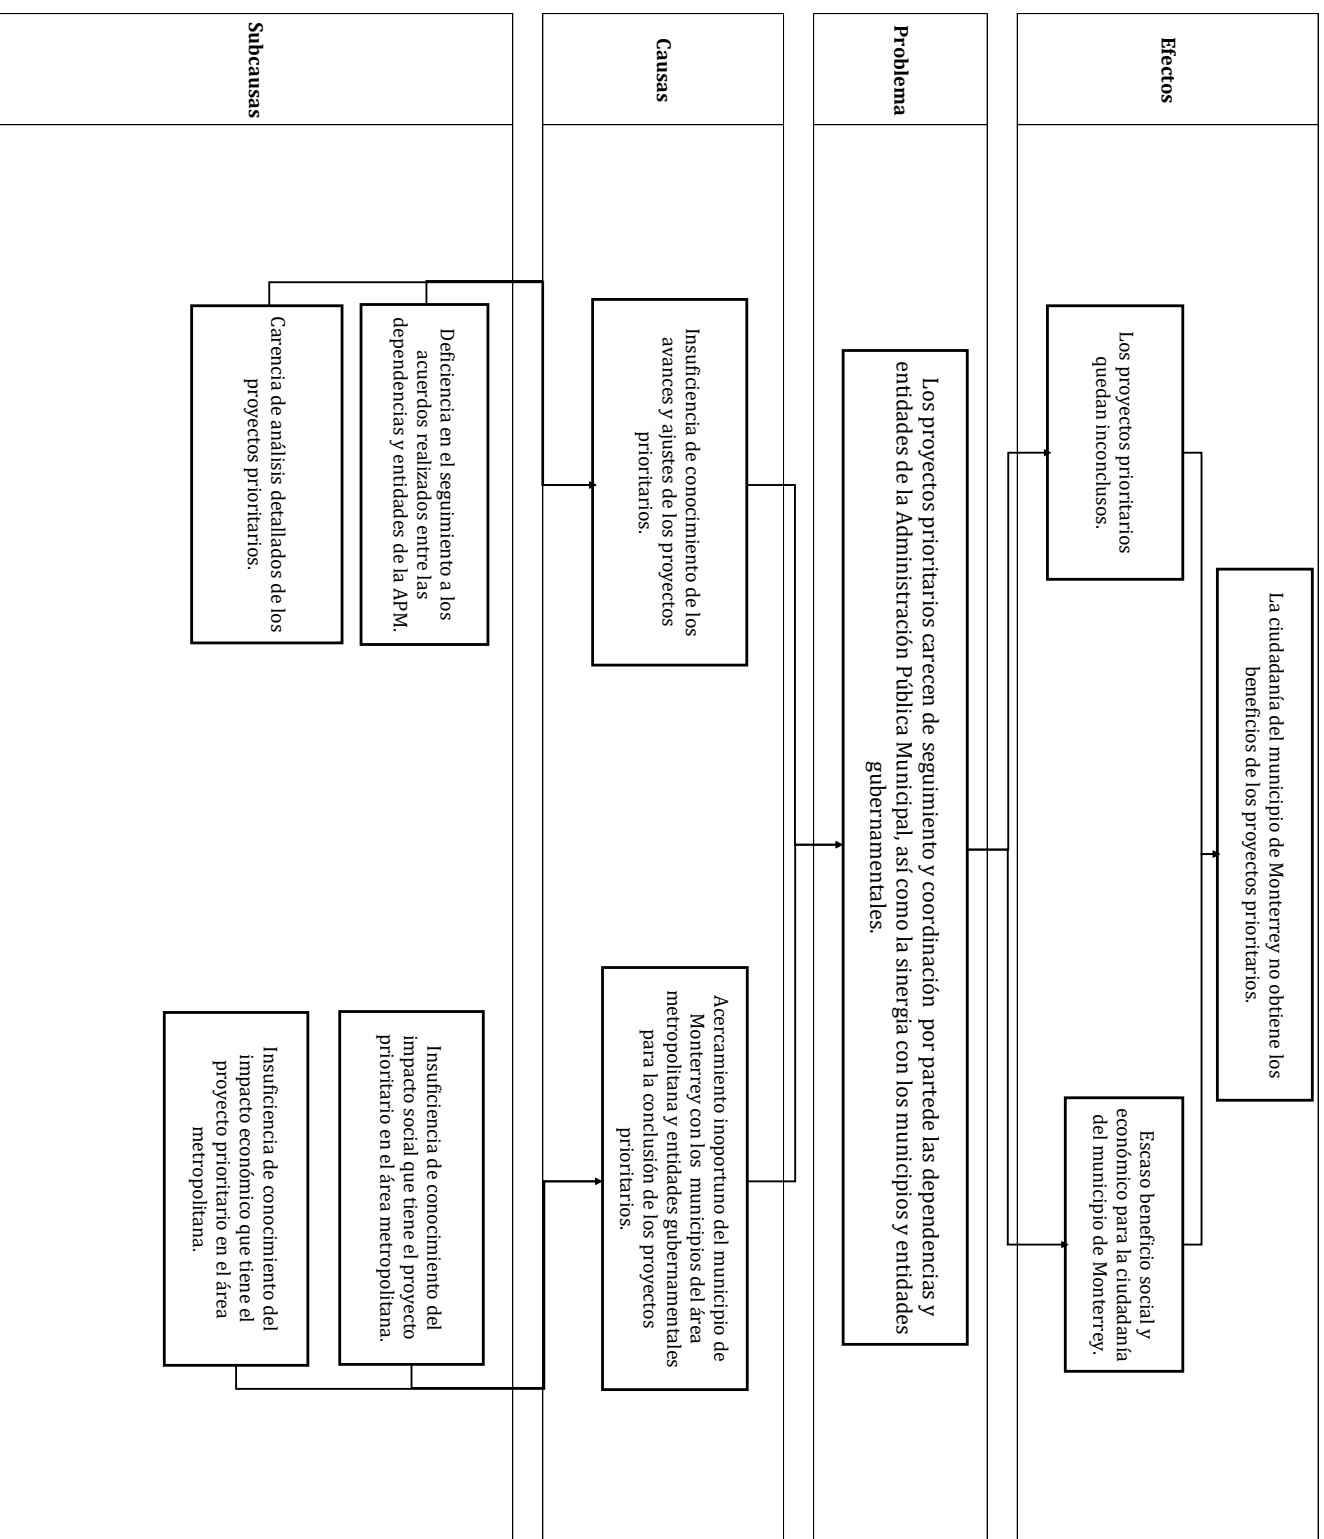 Efectos
La ciudadanía del municipio de Monterrey no obtiene los
beneficios de los proyectos prioritarios.
Los proyectos prioritarios
quedan inconclusos.
Escaso beneficio social y
económico para la ciudadanía
del municipio de Monterrey.
Problema
Los proyectos prioritarios carecen de seguimiento y coordinación por partede las dependencias y
entidades de la Administración Pública Municipal, así como la sinergia con los municipios y entidades
gubernamentales.
Causas
Insuficiencia de conocimiento de los
avances y ajustes de los proyectos
prioritarios.
Acercamiento inoportuno del municipio de
Monterrey con los municipios del área
metropolitana y entidades gubernamentales
para la conclusión de los proyectos
prioritarios.
Subcausas
Deficiencia en el seguimiento a los
acuerdos realizados entre las
dependencias y entidades de la APM.
Carencia de análisis detallados de los
proyectos prioritarios.
Insuficiencia de conocimiento del
impacto social que tiene el proyecto
prioritario en el área metropolitana.
Insuficiencia de conocimiento del
impacto económico que tiene el
proyecto prioritario en el área
metropolitana.